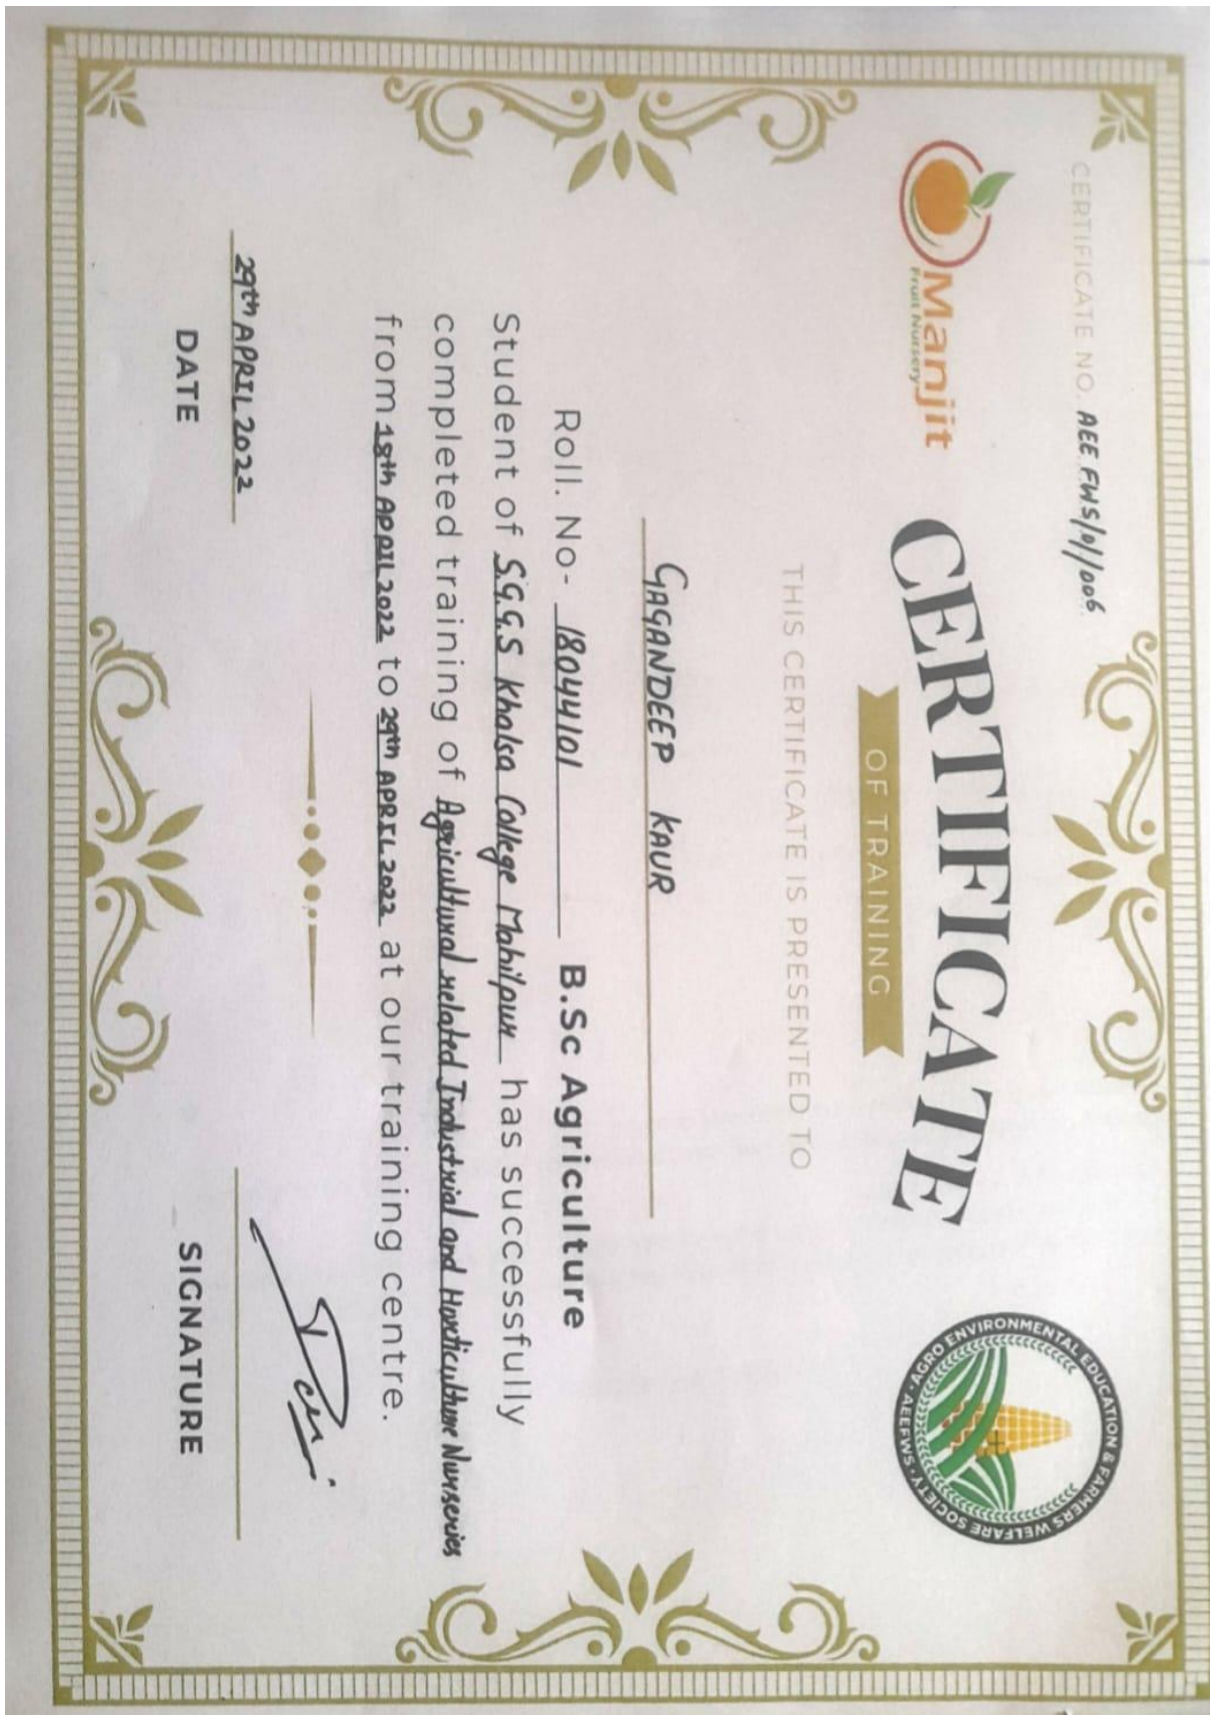 CERTIFICATE NO. AEE FWS/01/006
Manjit
Fruit Nursery
CERTIFICATE
OF TRAINING
AGRO ENVIRONMENTAL EDUCATION & FARMERS WELFARE SOCIETY • AEEFWS •
THIS CERTIFICATE IS PRESENTED TO
GAGANDEEP KAUR
Roll. No- 18044101 B.Sc Agriculture
Student of S.G.G.S Khalsa College Mahilpur has successfully
completed training of Agricultural related Industrial and Horticulture Nurseries
from 18th APRIL 2022 to 29th APRIL 2022 at our training centre.
29th APRIL 2022
DATE
SIGNATURE